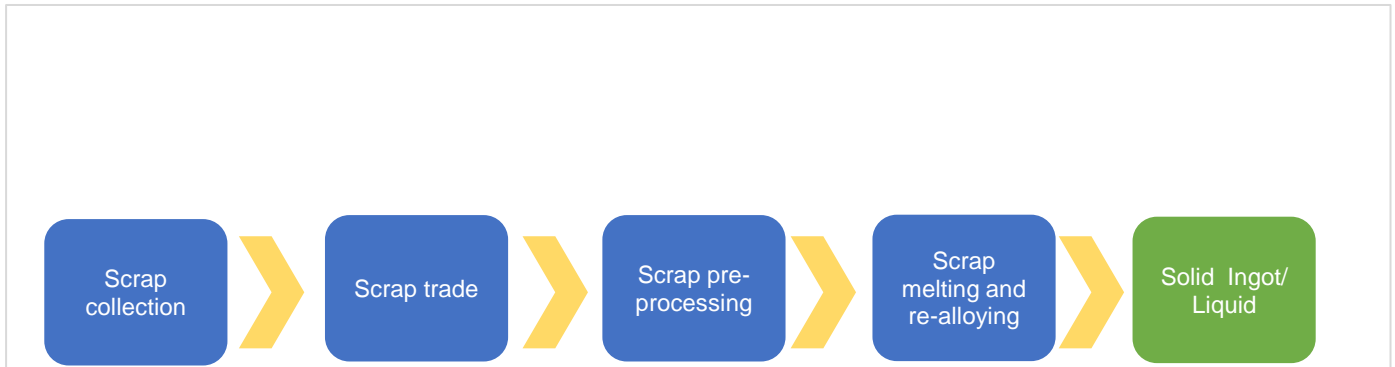 Scrap
collection
Scrap trade
Scrap pre-
processing
Scrap
melting and
re-alloying
Solid  Ingot/
Liquid